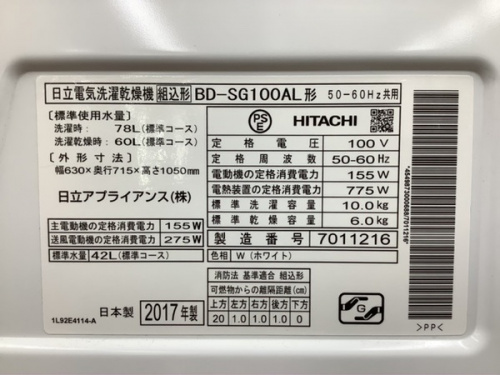 日立電気洗濯乾燥機 組込形 BD-SG100AL形 50-60Hz共用
[標準使用水量]
洗濯時: 78L(標準コース)
洗濯乾燥時: 60L(標準コース)
[外形寸法]
幅630×奥行715×高さ1050mm
日立アプライアンス(株)
主電動機の定格消費電力 155W
送風電動機の定格消費電力 275W
標準水量 42L(標準コース)
PS
E
HITACHI
定格電圧 100V
定格周波数 50-60Hz
電動機の定格消費電力 155W
電熱装置の定格消費電力 775W
標準洗濯容量 10.0kg
標準乾燥容量 6.0kg
製造番号 7011216
色相 W(ホワイト)
消防法 基準適合 組込形
可燃物からの離隔距離(cm)
上方 左方 右方 前方 後方 下方
20 1.0 1.0 ( ) 1.0 0
日本製 2017年製
1L92E4114-A
G
>PP<